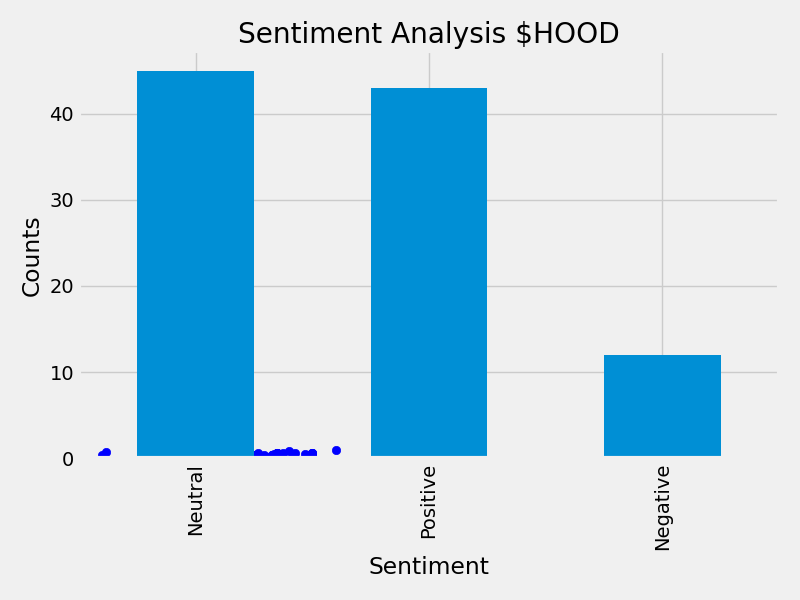 Sentiment Analysis $HOOD
40
30
20
10
0
Counts
Neutral
Positive
Negative
Sentiment